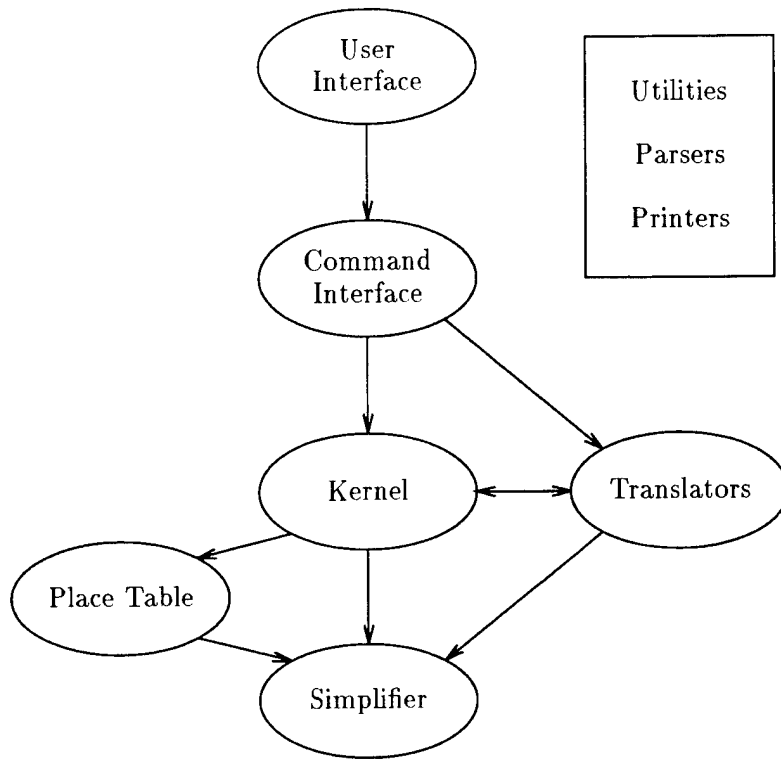 User
Interface
Utilities
Parsers
Printers
Command
Interface
Kernel
Translators
Place Table
Simplifier